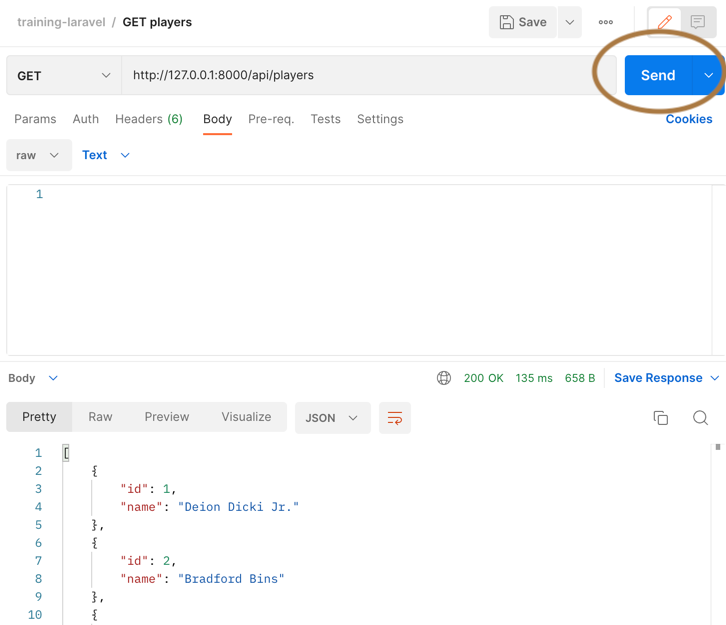 training-laravel / GET players Save
GET http://127.0.0.1:8000/api/players Send
Params Auth Headers (6) Body Pre-req. Tests Settings Cookies
raw Text
1
Body 200 OK 135 ms 658 B Save Response
Pretty Raw Preview Visualize JSON
1 [
2 {
3 "id": 1,
4 "name": "Deion Dicki Jr."
5 },
6 {
7 "id": 2,
8 "name": "Bradford Bins"
9 },
10 {